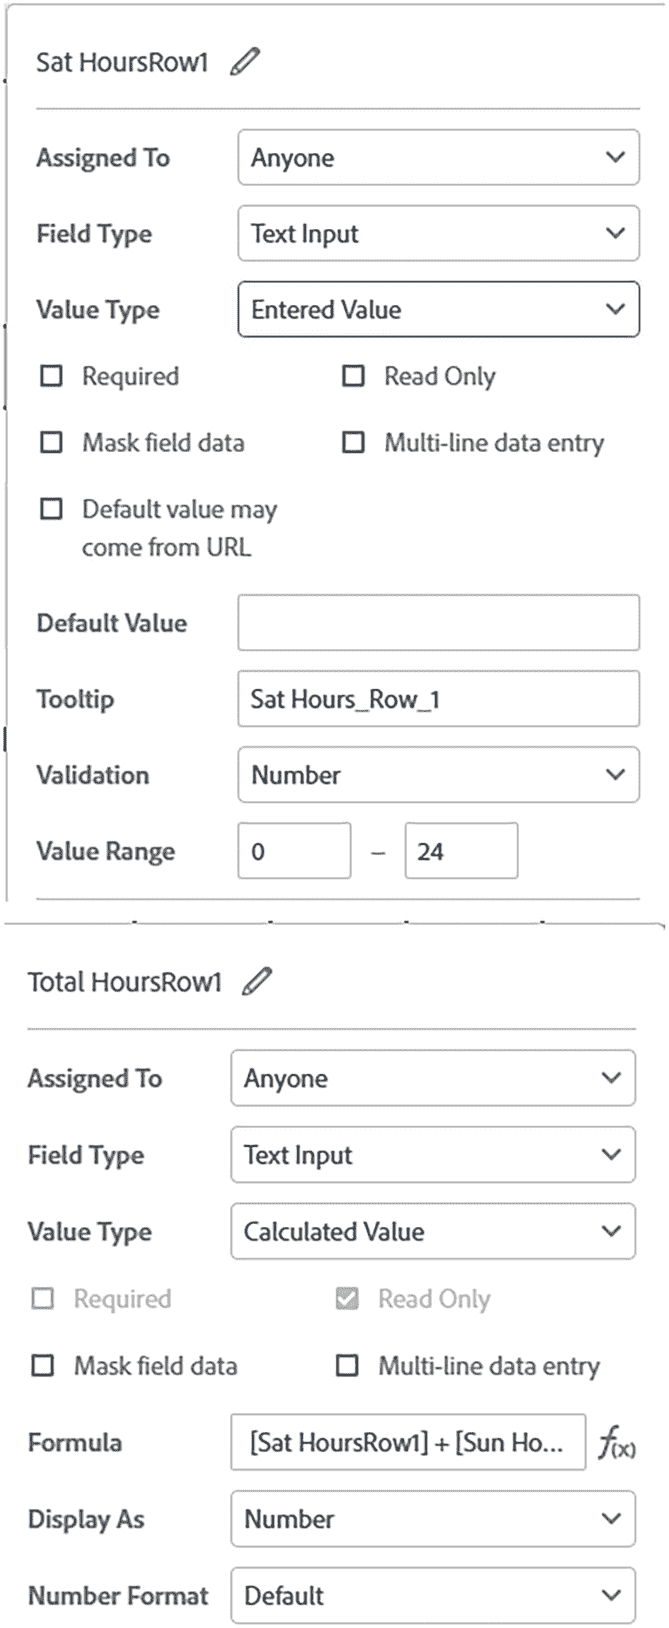 Sat HoursRow1
Assigned To Anyone
Field Type Text Input
Value Type Entered Value
Required Read Only
Mask field data Multi-line data entry
Default value may
come from URL
Default Value
Tooltip Sat Hours_Row_1
Validation Number
Value Range 0 – 24
Total HoursRow1
Assigned To Anyone
Field Type Text Input
Value Type Calculated Value
Required Read Only
Mask field data Multi-line data entry
Formula [Sat HoursRow1] + [Sun Ho... f(x)
Display As Number
Number Format Default